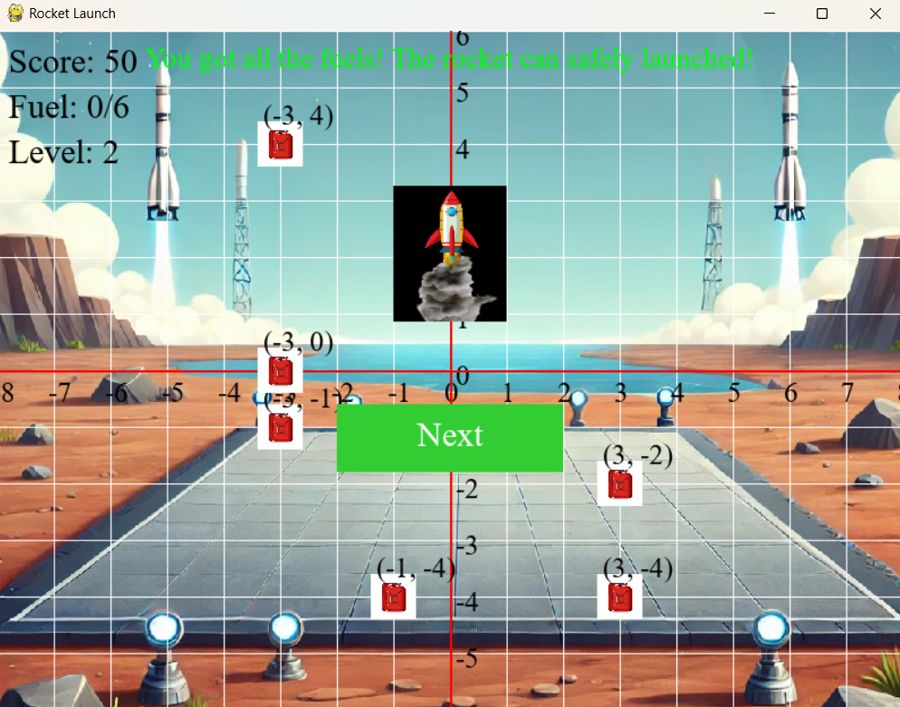 Rocket Launch
6
Score: 50 You got all the fuels! The rocket can safely launched!
5
Fuel: 0/6
(-3, 4)
Level: 2
4
1
(-3, 0)
0
-8 -7 -6 -5 -4 -2 -1 0 1 2 3 4 5 6 7 8
(-3, -1)
Next
(3, -2)
-2
-3
(-1, -4)
(3, -4)
-4
-5